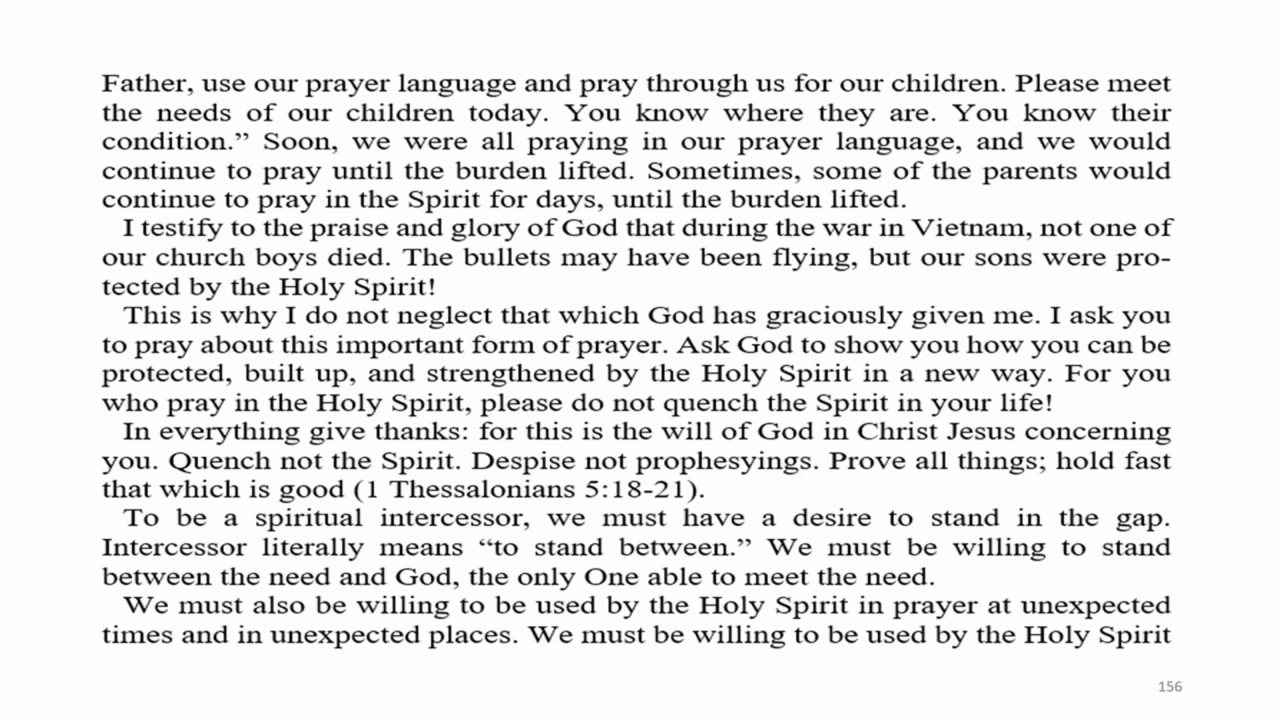 Father, use our prayer language and pray through us for our children. Please meet
the needs of our children today. You know where they are. You know their
condition.” Soon, we were all praying in our prayer language, and we would
continue to pray until the burden lifted. Sometimes, some of the parents would
continue to pray in the Spirit for days, until the burden lifted.
I testify to the praise and glory of God that during the war in Vietnam, not one of
our church boys died. The bullets may have been flying, but our sons were pro-
tected by the Holy Spirit!
This is why I do not neglect that which God has graciously given me. I ask you
to pray about this important form of prayer. Ask God to show you how you can be
protected, built up, and strengthened by the Holy Spirit in a new way. For you
who pray in the Holy Spirit, please do not quench the Spirit in your life!
In everything give thanks: for this is the will of God in Christ Jesus concerning
you. Quench not the Spirit. Despise not prophesyings. Prove all things; hold fast
that which is good (1 Thessalonians 5:18-21).
To be a spiritual intercessor, we must have a desire to stand in the gap.
Intercessor literally means “to stand between.” We must be willing to stand
between the need and God, the only One able to meet the need.
We must also be willing to be used by the Holy Spirit in prayer at unexpected
times and in unexpected places. We must be willing to be used by the Holy Spirit
156